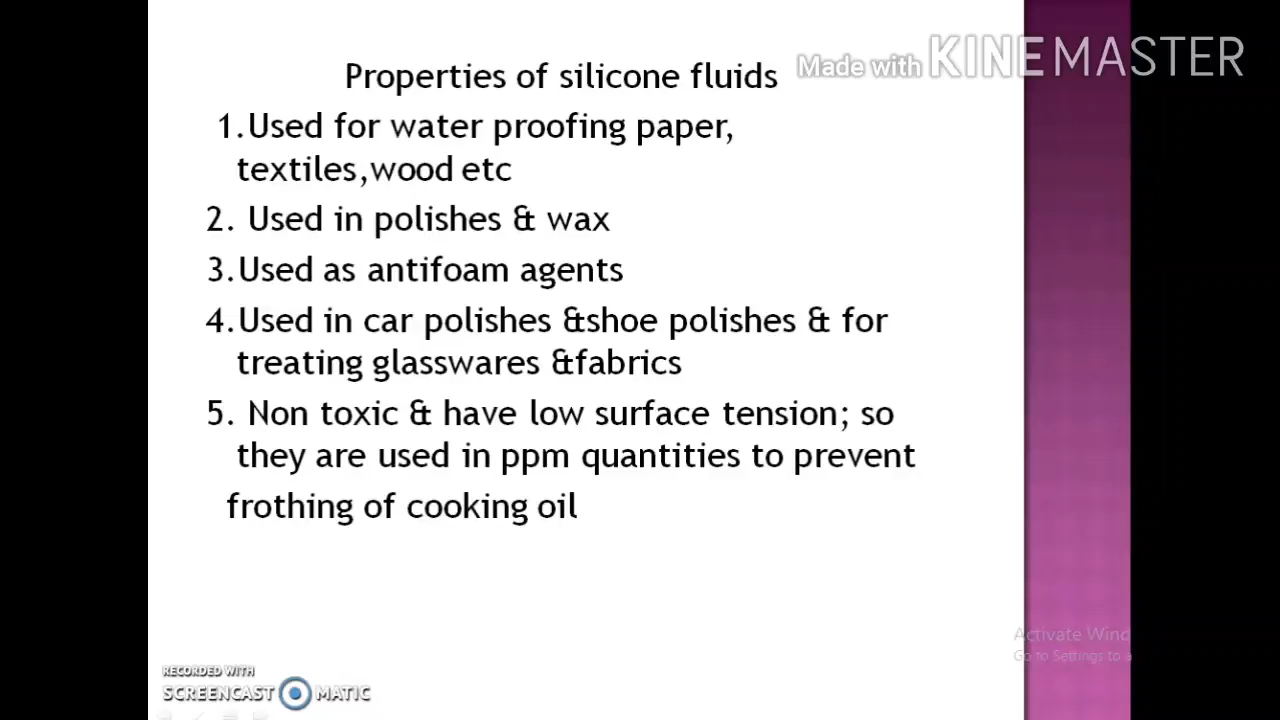 Made with KINEMASTER
Properties of silicone fluids
1.Used for water proofing paper,
textiles,wood etc
2. Used in polishes & wax
3.Used as antifoam agents
4.Used in car polishes &shoe polishes & for
treating glasswares &fabrics
5. Non toxic & have low surface tension; so
they are used in ppm quantities to prevent
frothing of cooking oil
Activate Wind
Go to Settings to a
RECORDED WITH
SCREENCAST MATIC